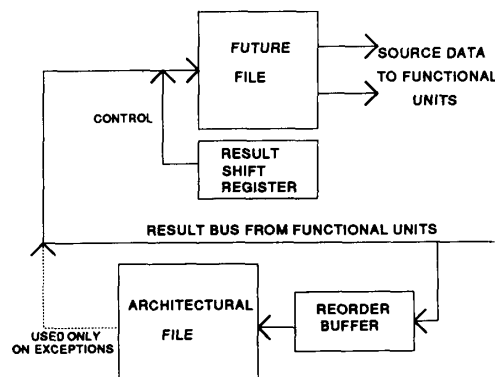 FUTURE
FILE
SOURCE DATA
TO FUNCTIONAL
UNITS
CONTROL
RESULT
SHIFT
REGISTER
RESULT BUS FROM FUNCTIONAL UNITS
ARCHITECTURAL
FILE
REORDER
BUFFER
USED ONLY
ON EXCEPTIONS